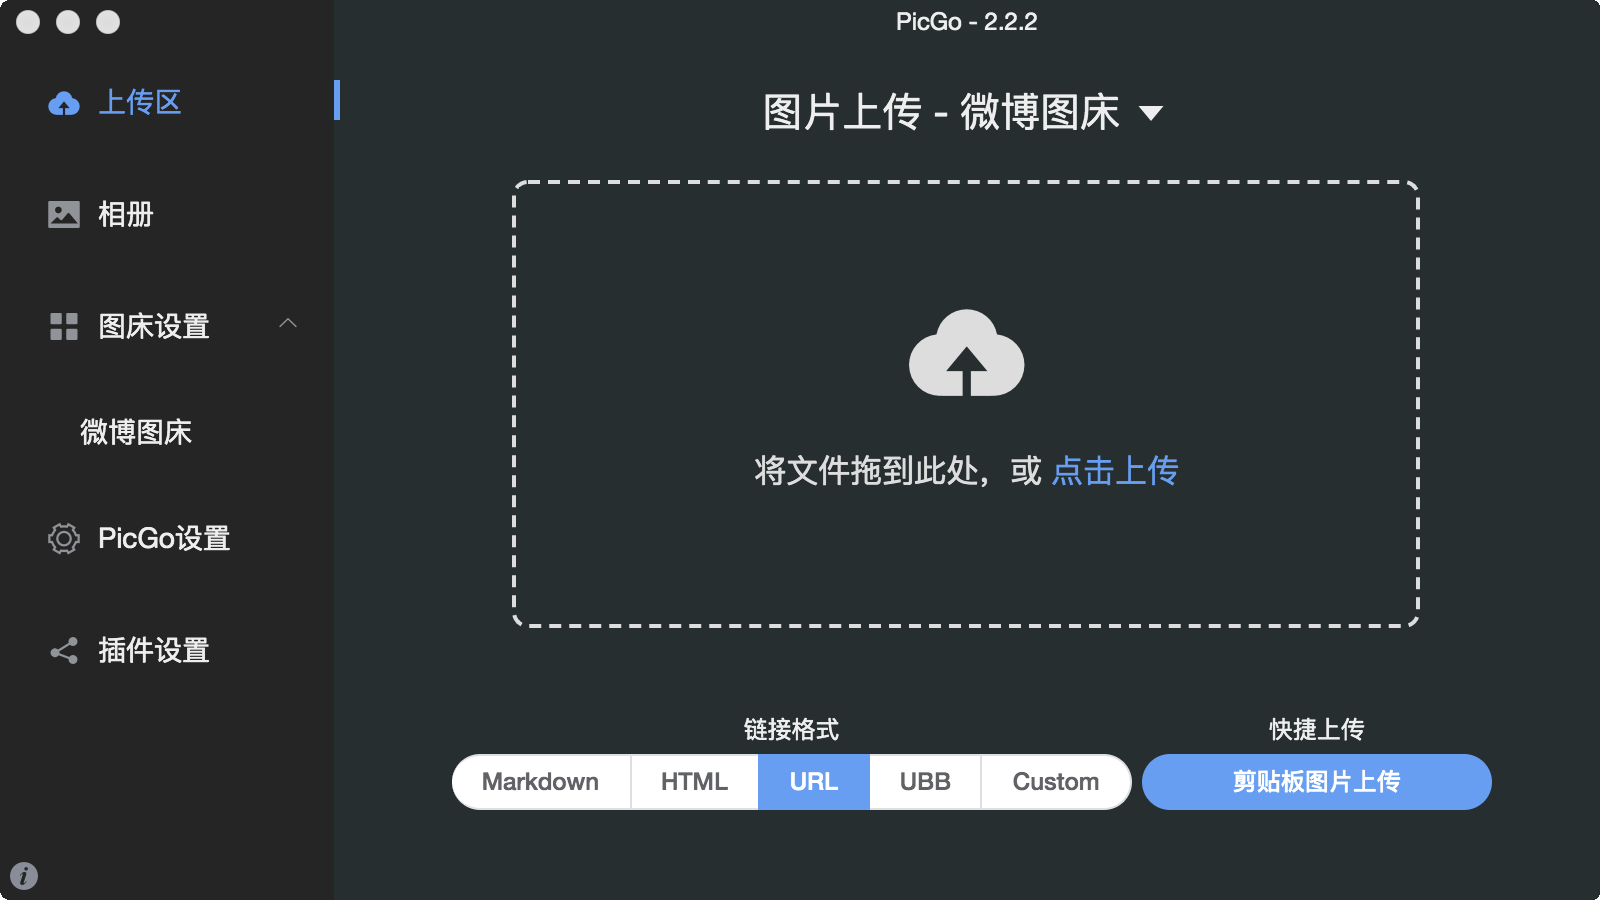 PicGo - 2.2.2
上传区
相册
图床设置
微博图床
PicGo设置
插件设置
图片上传 - 微博图床
将文件拖到此处，或 点击上传
链接格式
Markdown
HTML
URL
UBB
Custom
快捷上传
剪贴板图片上传
i